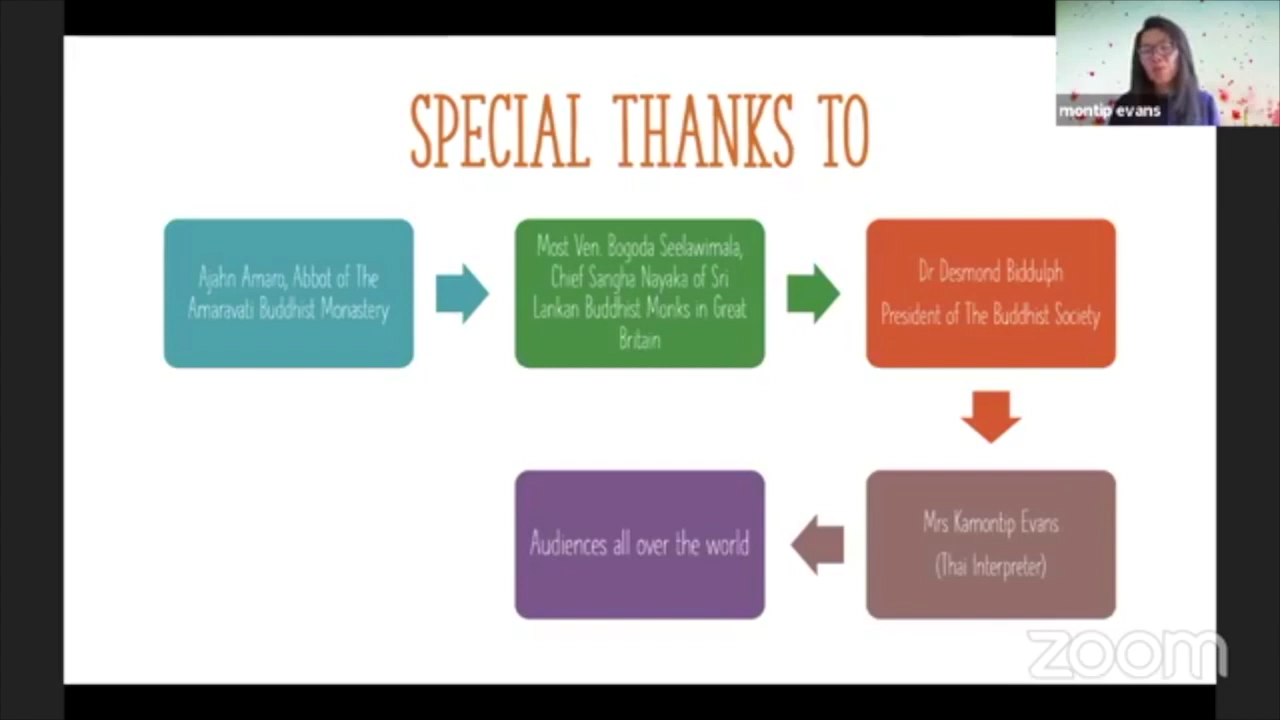 SPECIAL THANKS TO
montip evans
Ajahn Amaro, Abbot of The
Amaravati Buddhist Monastery
Most Ven. Bogoda Seelawimala,
Chief Sangha Nayaka of Sri
Lankan Buddhist Monks in Great
Britain
Dr Desmond Biddulph
President of The Buddhist Society
Mrs Kamontip Evans
(Thai Interpreter)
Audiences all over the world
zoom